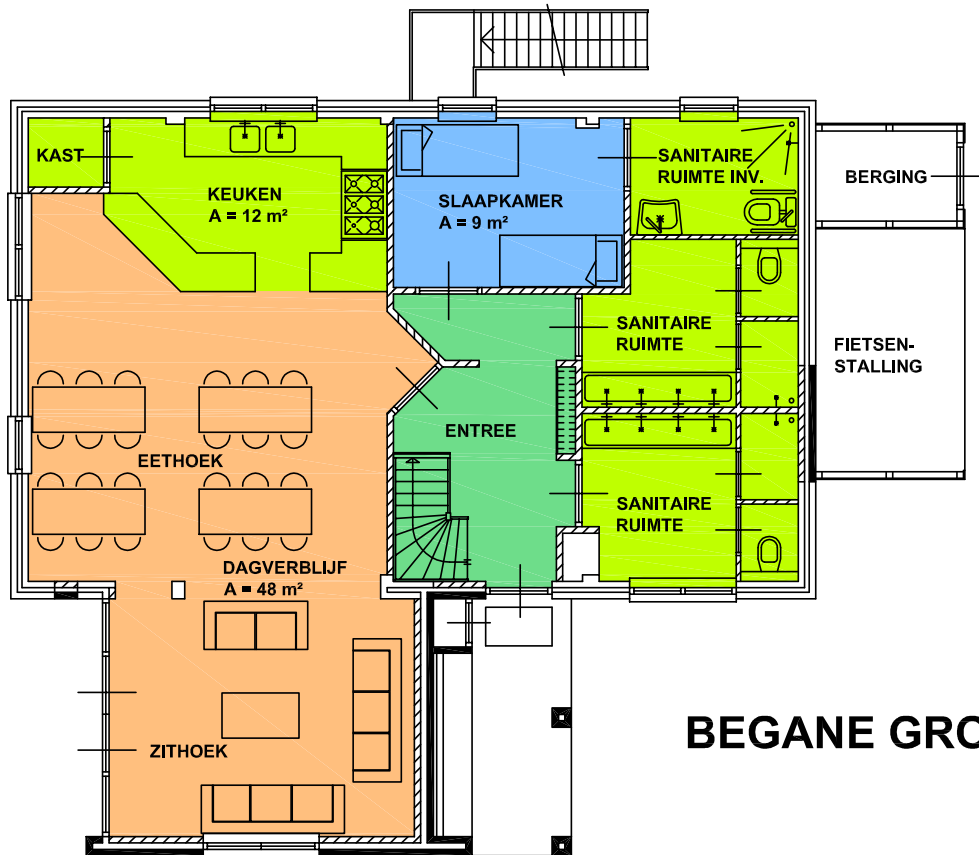 KAST
KEUKEN
A = 12 m²
SLAAPKAMER
A = 9 m²
SANITAIRE
RUIMTE INV.
BERGING
SANITAIRE
RUIMTE
FIETSEN-
STALLING
ENTREE
EETHOEK
SANITAIRE
RUIMTE
DAGVERBLIJF
A = 48 m²
ZITHOEK
BEGANE GRO